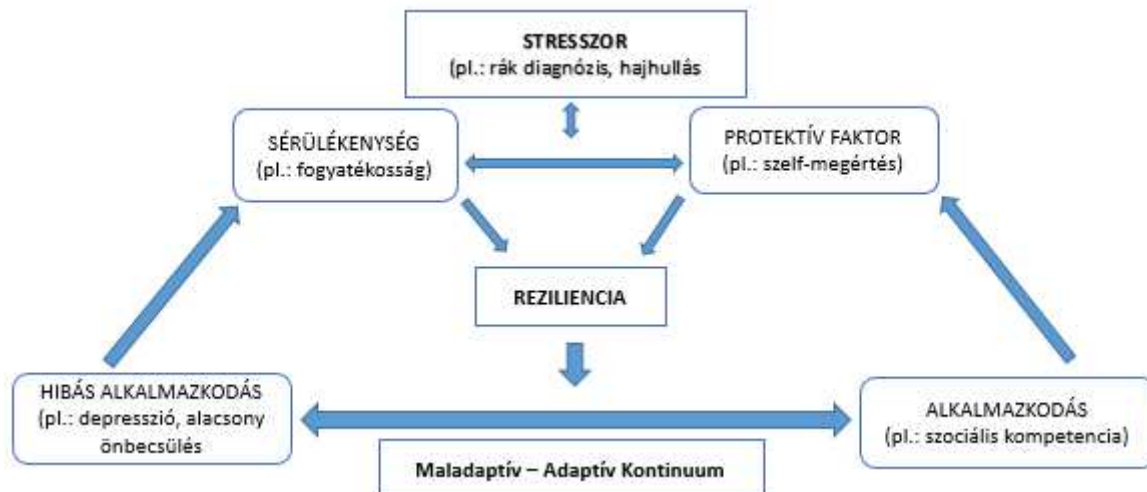 STRESSZOR
(pl.: rák diagnózis, hajhullás
SÉRÜLÉKENYSÉG
(pl.: fogyatékosság)
PROTEKTÍV FAKTOR
(pl.: szelf-megértés)
REZILIENCIA
HIBÁS ALKALMAZKODÁS
(pl.: depresszió, alacsony
önbecsülés
ALKALMAZKODÁS
(pl.: szociális kompetencia)
Maladaptív – Adaptív Kontinuum